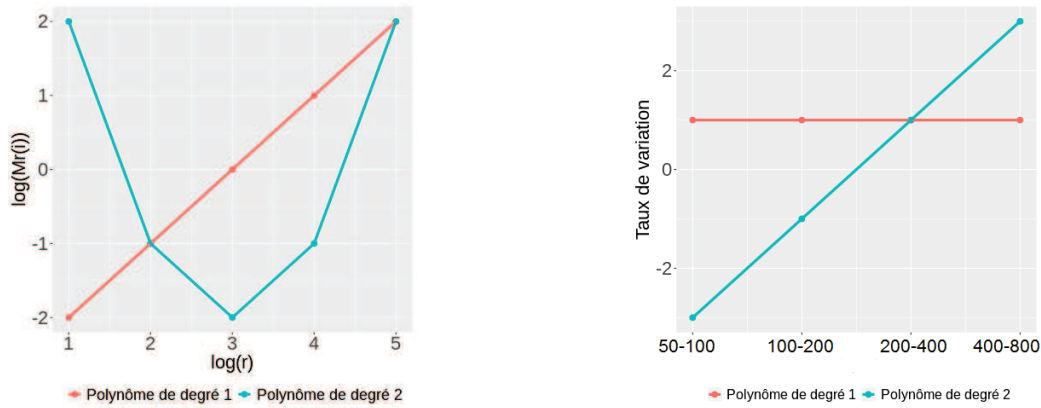 log(Mr(i))
2
1
0
-1
-2
1 2 3 4 5
log(r)
Polynôme de degré 1 Polynôme de degré 2
Taux de variation
2
0
-2
50-100 100-200 200-400 400-800
Polynôme de degré 1 Polynôme de degré 2